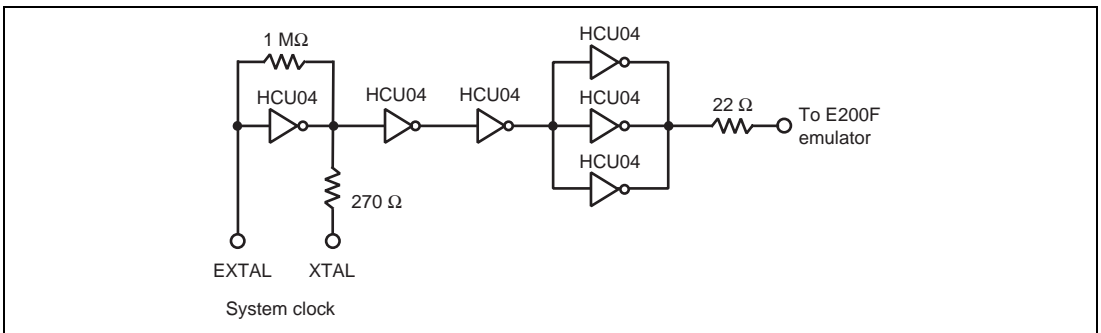 HCU04
1 MΩ
HCU04
HCU04
HCU04
HCU04
22 Ω
To E200F
emulator
HCU04
270 Ω
EXTAL
XTAL
System clock